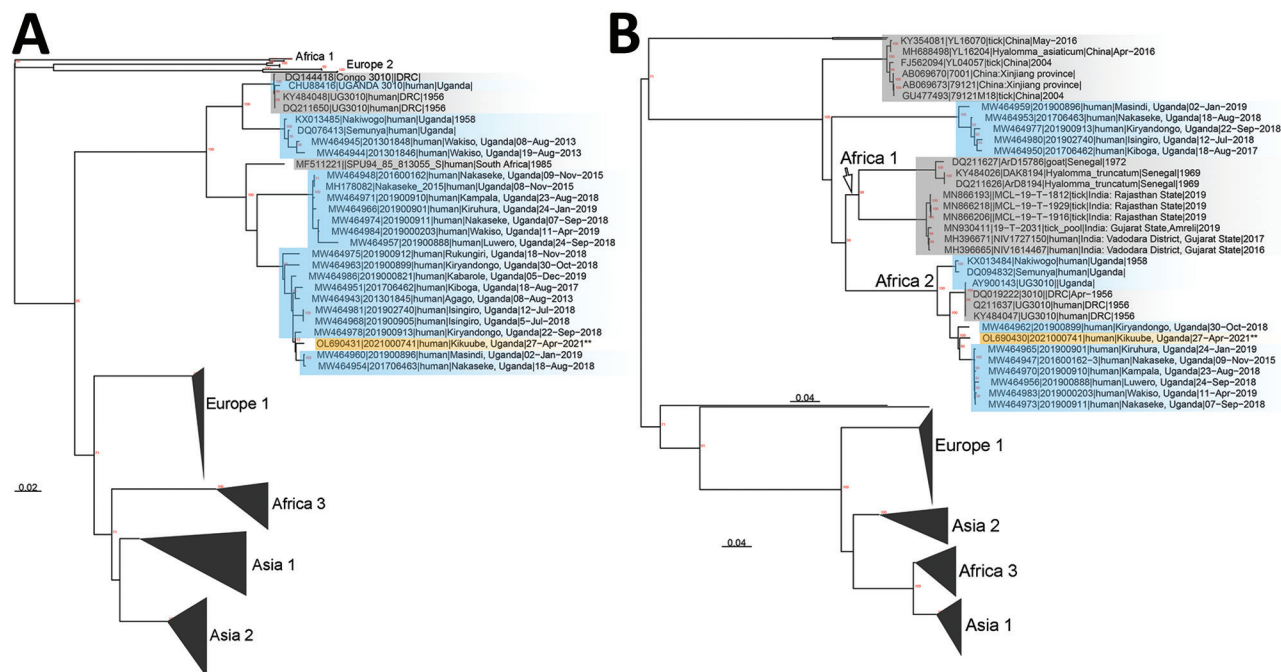 A
Africa 1
Europe 2
DQ144418|Congo 3010||DRC|
CHU88416|UGANDA 3010|human|Uganda|
KY484048|UG3010|human|DRC|1956
DQ211650|UG3010|human|DRC|1956
KX013485|Nakiwogo|human|Uganda|1958
DQ076413|Semunya|human|Uganda|
MW464945|201301848|human|Wakiso, Uganda|08-Aug-2013
MW464944|201301846|human|Wakiso, Uganda|19-Aug-2013
MF511221||SPU94_85_813055_S|Human|South Africa|1985
MW464948|201600162|human|Nakaseke, Uganda|09-Nov-2015
MH178082|Nakaseke_2015|human|Uganda|08-Nov-2015
MW464971|201900910|human|Kampala, Uganda|23-Aug-2018
MW464966|201900901|human|Kiruhura, Uganda|24-Jan-2019
MW464974|201900911|human|Nakaseke, Uganda|07-Sep-2018
MW464984|2019000203|human|Wakiso, Uganda|11-Apr-2019
MW464957|201900888|human|Luwero, Uganda|24-Sep-2018
MW464975|201900912|human|Rukungiri, Uganda|18-Nov-2018
MW464963|201900899|human|Kiryandongo, Uganda|30-Oct-2018
MW464986|2019000821|human|Kabarole, Uganda|05-Dec-2019
MW464951|201706462|human|Kiboga, Uganda|18-Aug-2017
MW464943|201301845|human|Agago, Uganda|08-Aug-2013
MW464981|201902740|human|Isingiro, Uganda|12-Jul-2018
MW464968|201900905|human|Isingiro, Uganda|5-Jul-2018
MW464978|201900913|human|Kiryandongo, Uganda|22-Sep-2018
OL690431|2021000741|human|Kikuube, Uganda|27-Apr-2021**
MW464960|201900896|human|Masindi, Uganda|02-Jan-2019
MW464954|201706463|human|Nakaseke, Uganda|18-Aug-2018
Europe 1
0.02
Africa 3
Asia 1
Asia 2
B
KY354081|YL16070|tick|China|May-2016
MH688498|YL16204|Hyalomma_asiaticum|China|Apr-2016
FJ562094|YL04057|tick|China|2004
AB069670|7001|China:Xinjiang province|
AB069673|79121|China:Xinjiang province|
GU477493|79121M18|tick|China|2004
MW464959|201900896|human|Masindi, Uganda|02-Jan-2019
MW464953|201706463|human|Nakaseke, Uganda|18-Aug-2018
MW464977|201900913|human|Kiryandongo, Uganda|22-Sep-2018
MW464980|201902740|human|Isingiro, Uganda|12-Jul-2018
MW464950|201706462|human|Kiboga, Uganda|18-Aug-2017
Africa 1
DQ211627|ArD15786|goat|Senegal|1972
KY484026|DAK8194|Hyalomma_truncatum|Senegal|1969
DQ211626|ArD8194|Hyalomma_truncatum|Senegal|1969
MN866193||MCL-19-T-1812|tick|India: Rajasthan State|2019
MN866218||MCL-19-T-1929|tick|India: Rajasthan State|2019
MN866206||MCL-19-T-1916|tick|India: Rajasthan State|2019
MN930411|19-T-2031|tick_pool|India: Gujarat State,Amreli|2019
MH396671|NIV1727150|human|India: Vadodara District, Gujarat State|2017
MH396665|NIV1614467|human|India: Vadodara District, Gujarat State|2016
Africa 2
KX013484|Nakiwogo|human|Uganda|1958
DQ094832|Semunya|human|Uganda|
AY900143|UG3010||Uganda|
DQ019222|3010||DRC|Apr-1956
Q211637|UG3010|human|DRC|1956
KY484047|UG3010|human|DRC|1956
MW464962|201900899|human|Kiryandongo, Uganda|30-Oct-2018
OL690430|2021000741|human|Kikuube, Uganda|27-Apr-2021**
MW464965|201900901|human|Kiruhura, Uganda|24-Jan-2019
MW464947|201600162-3|human|Nakaseke, Uganda|09-Nov-2015
MW464970|201900910|human|Kampala, Uganda|23-Aug-2018
MW464956|201900888|human|Luwero, Uganda|24-Sep-2018
MW464983|2019000203|human|Wakiso, Uganda|11-Apr-2019
MW464973|201900911|human|Nakaseke, Uganda|07-Sep-2018
0.04
Europe 1
Asia 2
0.04
Africa 3
Asia 1